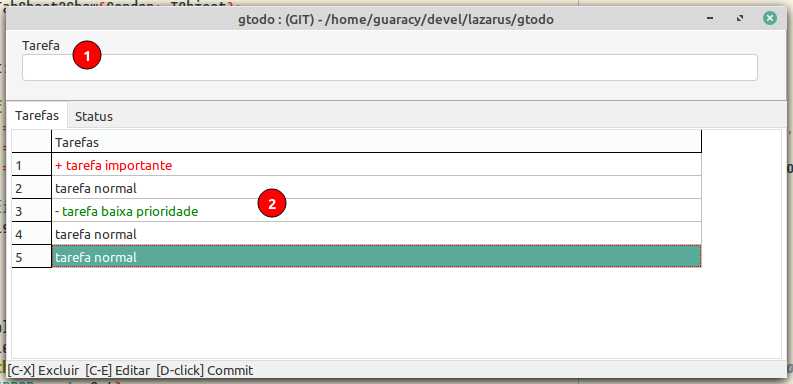 gtodo : (GIT) - /home/guaracy/devel/lazarus/gtodo
Tarefa
1
Tarefas Status
Tarefas
1 + tarefa importante
2 tarefa normal
3 - tarefa baixa prioridade
2
4 tarefa normal
5 tarefa normal
[C-X] Excluir [C-E] Editar [D-click] Commit